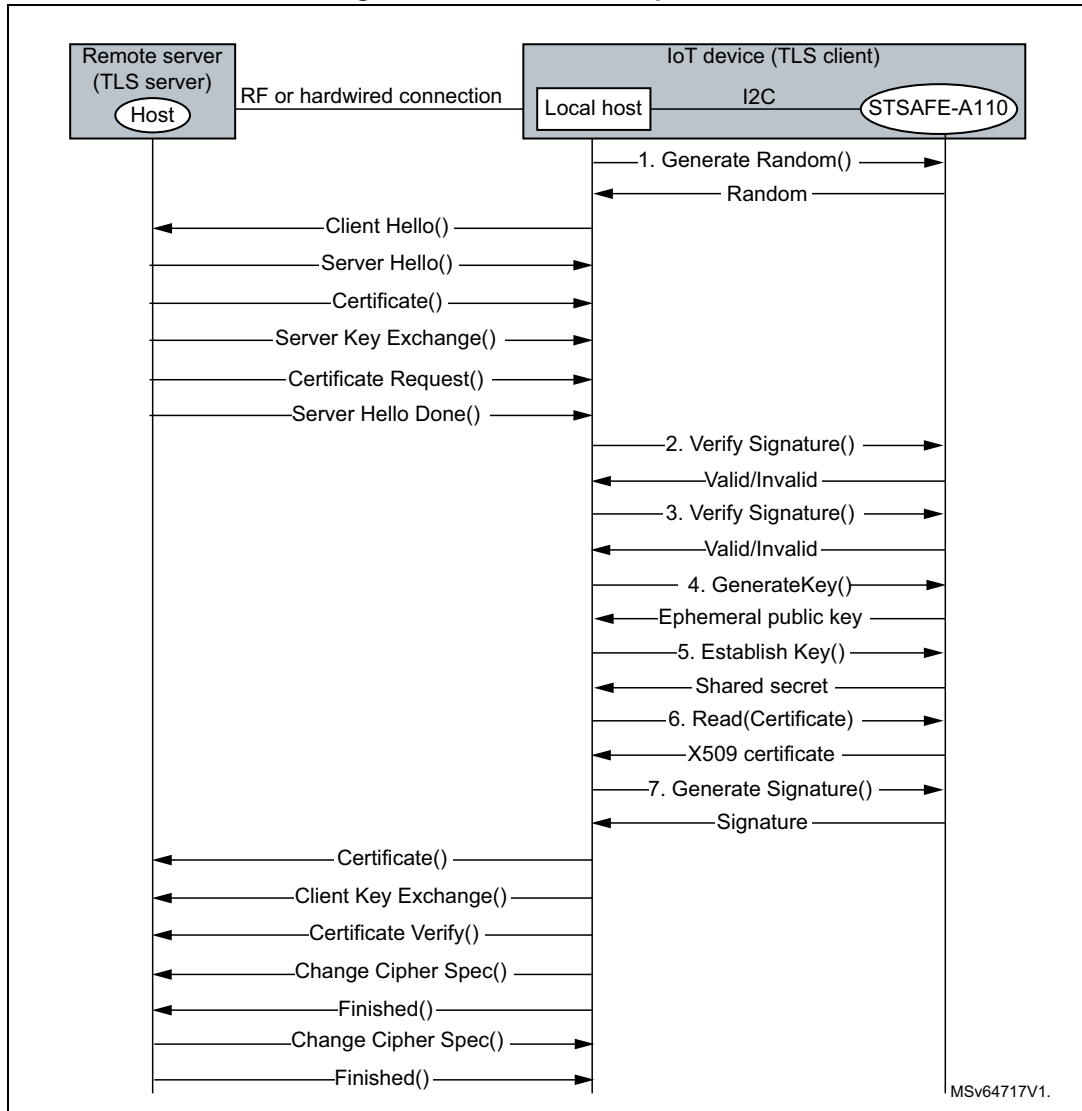 Remote server
(TLS server)
Host
RF or hardwired connection
IoT device (TLS client)
Local host
I2C
STSAFE-A110
1. Generate Random()
Random
Client Hello()
Server Hello()
Certificate()
Server Key Exchange()
Certificate Request()
Server Hello Done()
2. Verify Signature()
Valid/Invalid
3. Verify Signature()
Valid/Invalid
4. GenerateKey()
Ephemeral public key
5. Establish Key()
Shared secret
6. Read(Certificate)
X509 certificate
7. Generate Signature()
Signature
Certificate()
Client Key Exchange()
Certificate Verify()
Change Cipher Spec()
Finished()
Change Cipher Spec()
Finished()
MSv64717V1.